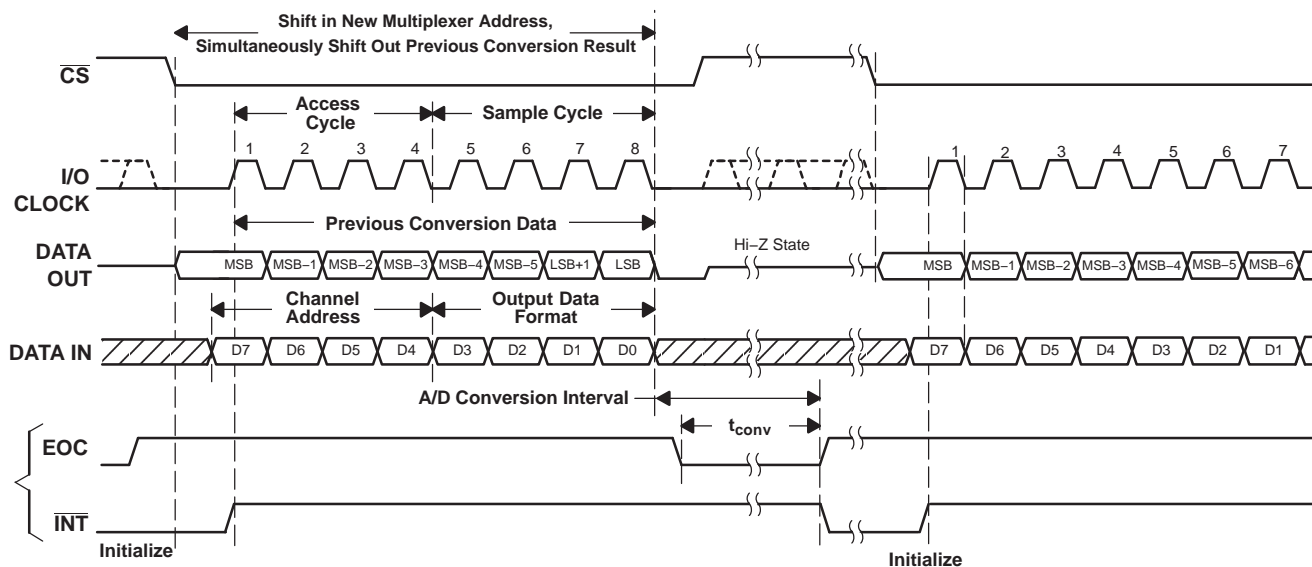 Shift in New Multiplexer Address,
Simultaneously Shift Out Previous Conversion Result
CS
Access
Cycle
Sample Cycle
1 2 3 4 5 6 7 8 1 2 3 4 5 6 7
I/O
CLOCK
Previous Conversion Data
DATA
OUT
Hi–Z State
MSB MSB–1 MSB–2 MSB–3 MSB–4 MSB–5 LSB+1 LSB MSB MSB–1 MSB–2 MSB–3 MSB–4 MSB–5 MSB–6
Channel
Address
Output Data
Format
DATA IN
D7 D6 D5 D4 D3 D2 D1 D0 D7 D6 D5 D4 D3 D2 D1
A/D Conversion Interval
tconv
EOC
INT
Initialize
Initialize